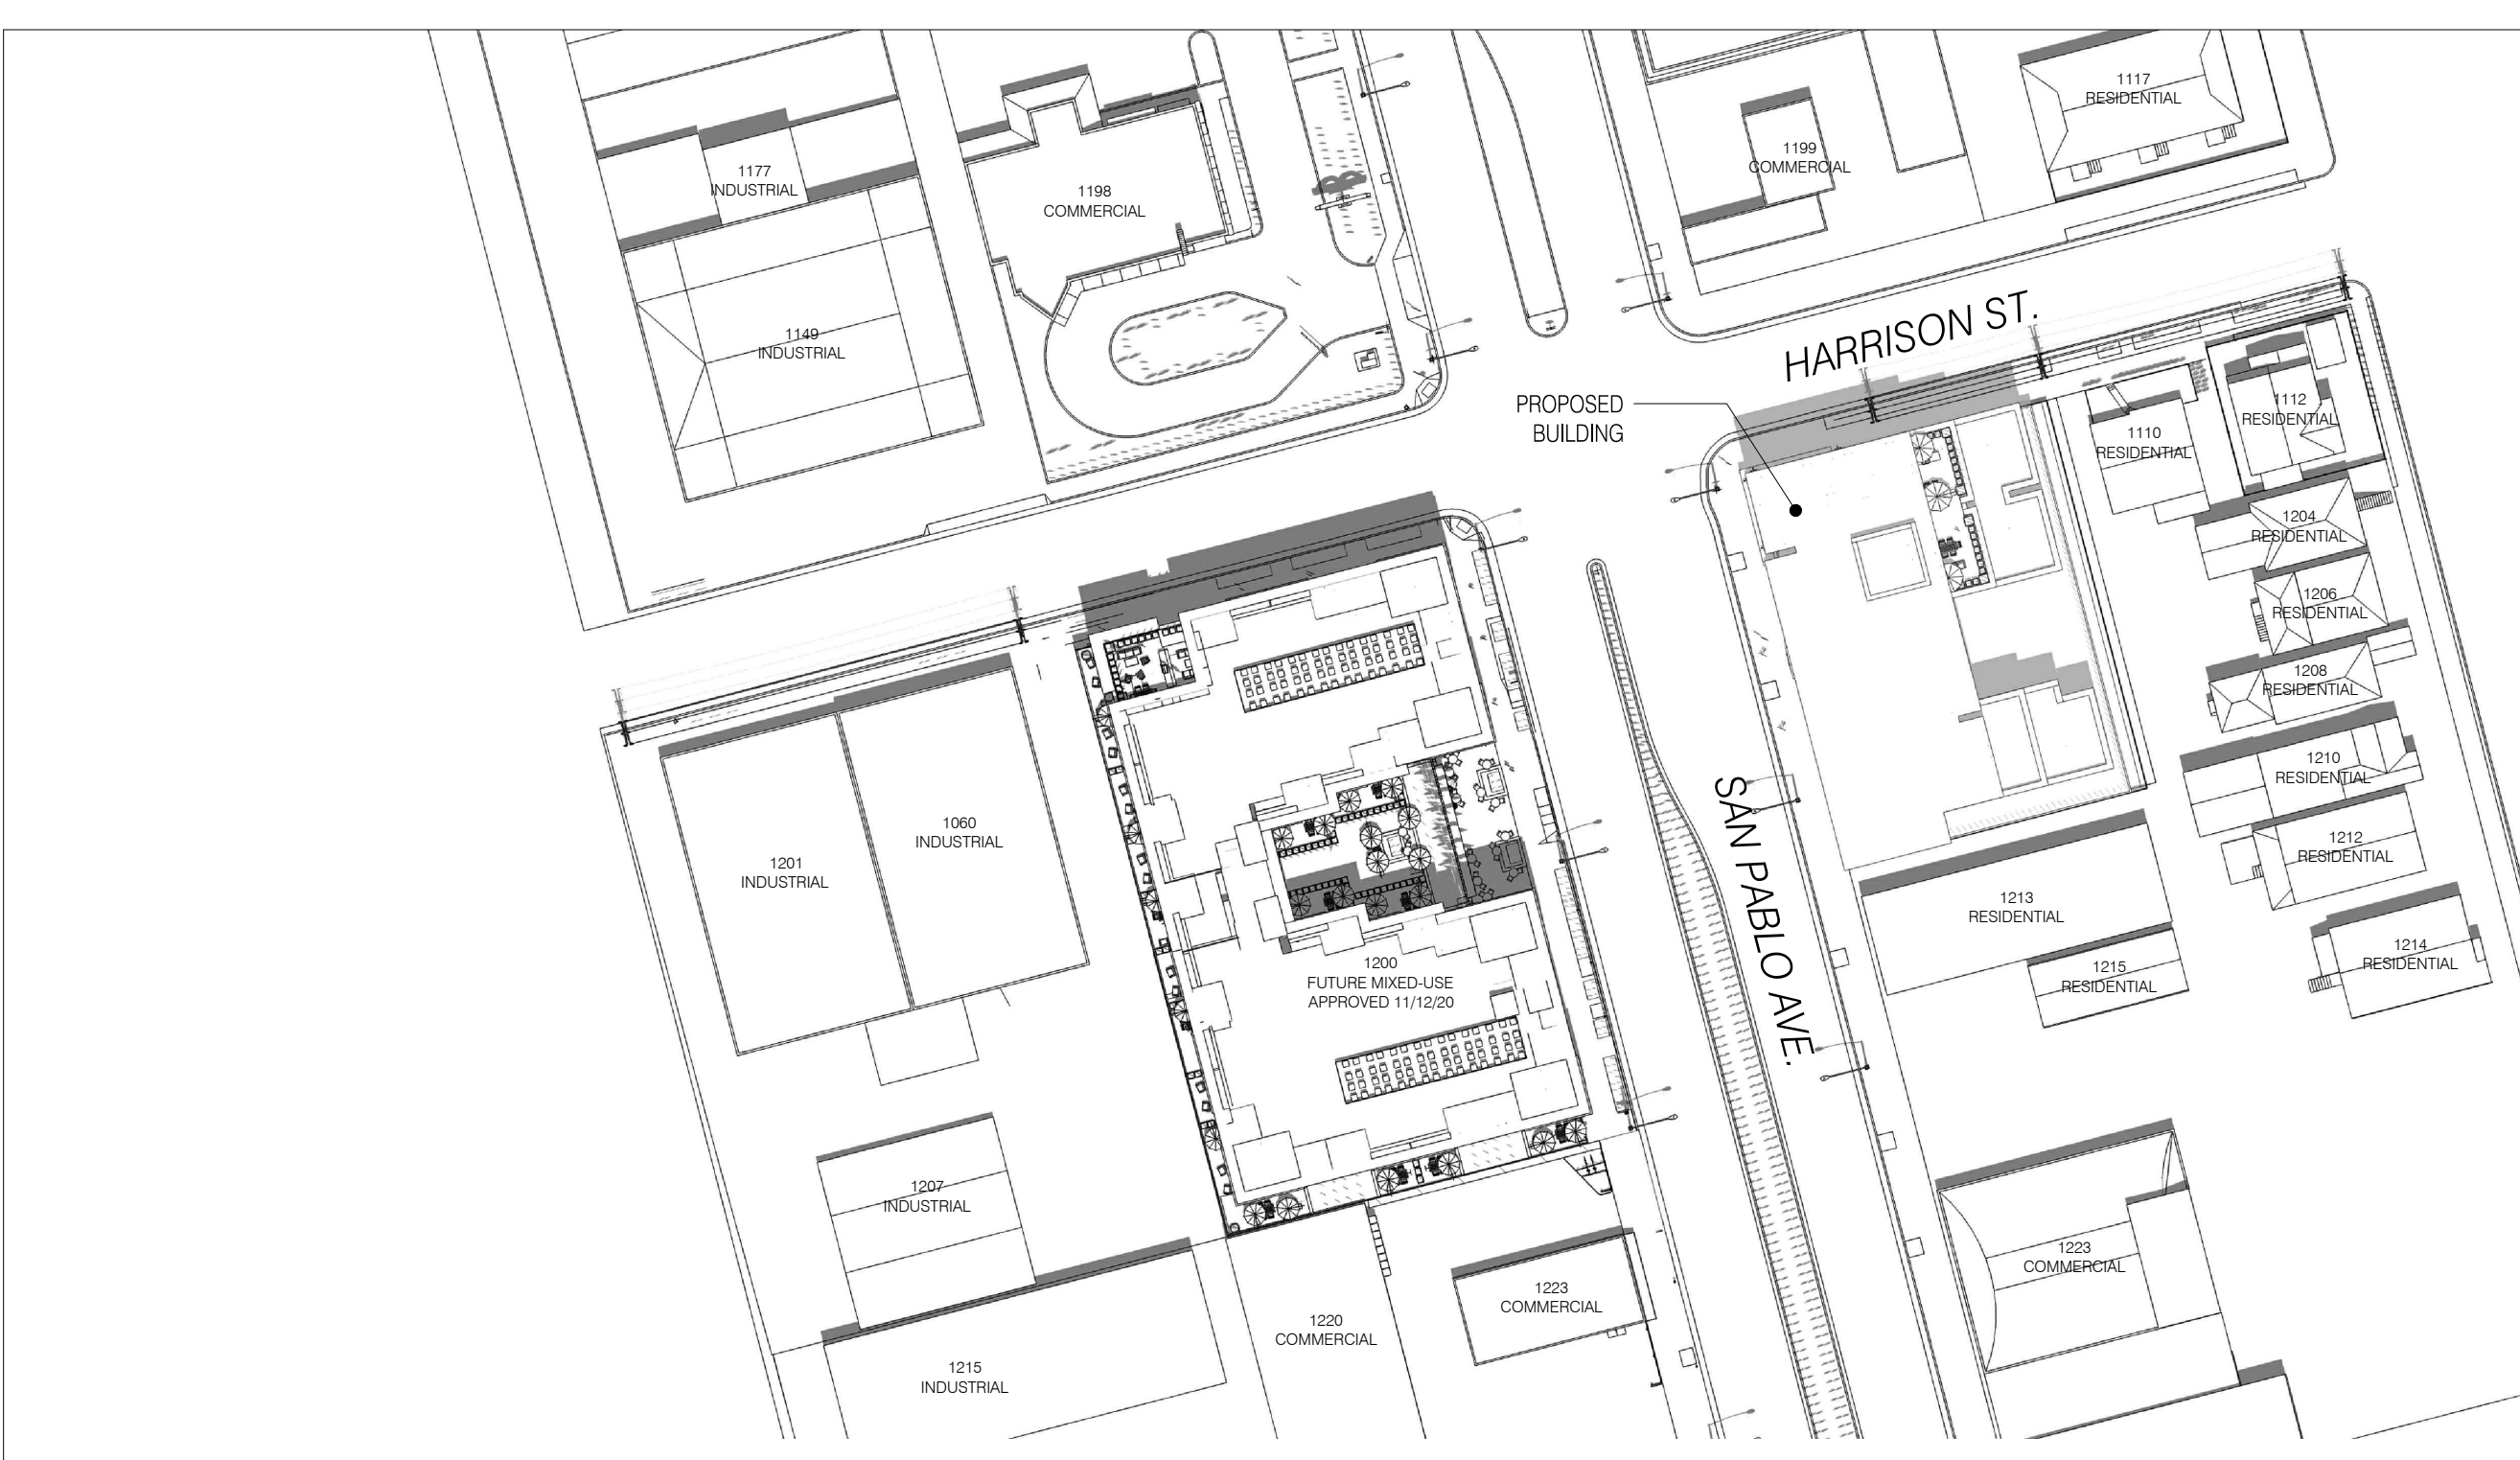 1117
RESIDENTIAL
1199
COMMERCIAL
1177
INDUSTRIAL
1198
COMMERCIAL
1149
INDUSTRIAL
HARRISON ST.
PROPOSED
BUILDING
1112
RESIDENTIAL
1110
RESIDENTIAL
1204
RESIDENTIAL
1206
RESIDENTIAL
1208
RESIDENTIAL
1210
RESIDENTIAL
1212
RESIDENTIAL
1060
INDUSTRIAL
1201
INDUSTRIAL
SAN PABLO AVE.
1213
RESIDENTIAL
1214
RESIDENTIAL
1215
RESIDENTIAL
1200
FUTURE MIXED-USE
APPROVED 11/12/20
1207
INDUSTRIAL
1223
COMMERCIAL
1223
COMMERCIAL
1220
COMMERCIAL
1215
INDUSTRIAL